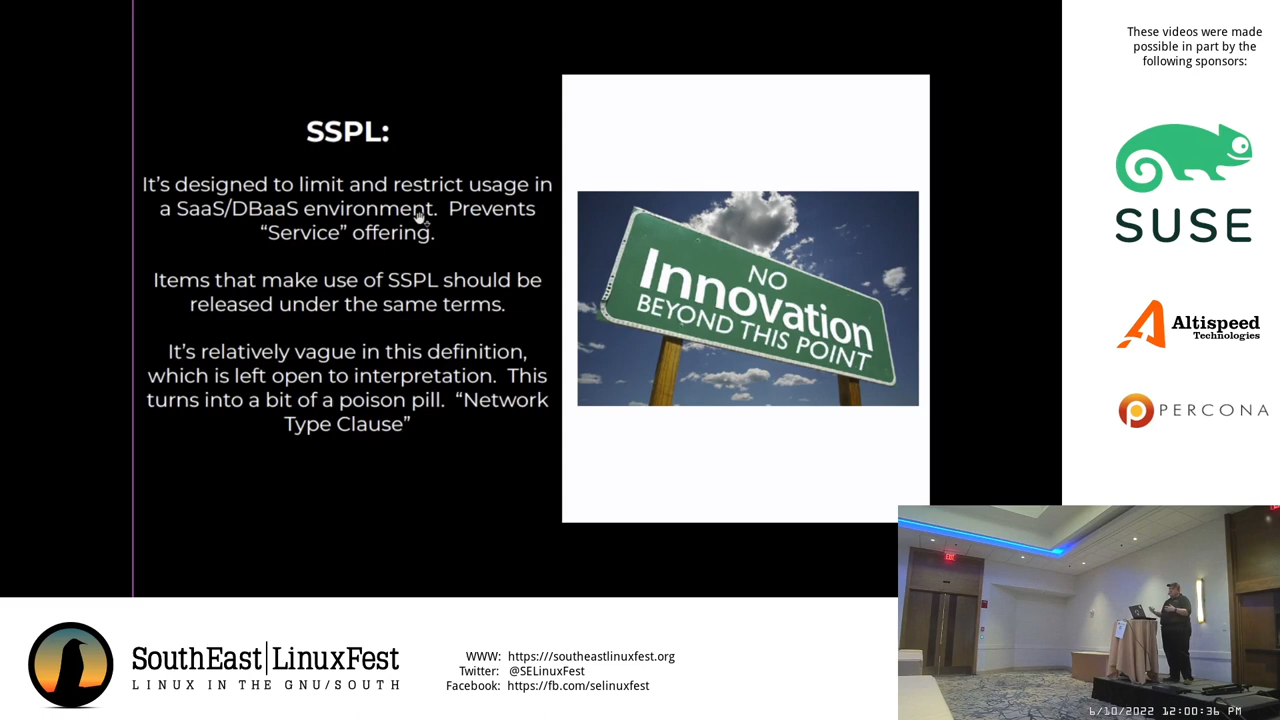 SSPL:
It's designed to limit and restrict usage in
a SaaS/DBaaS environment.  Prevents
“Service” offering.
Items that make use of SSPL should be
released under the same terms.
It's relatively vague in this definition,
which is left open to interpretation.  This
turns into a bit of a poison pill.  “Network
Type Clause”
NO
Innovation
BEYOND THIS POINT
These videos were made
possible in part by the
following sponsors:
SUSE
Altispeed
Technologies
PERCONA
EXIT
6/10/2022 12:00:36 PM
SouthEast|LinuxFest
LINUX IN THE GNU/SOUTH
WWW: https://southeastlinuxfest.org
Twitter: @SELinuxFest
Facebook: https://fb.com/selinuxfest